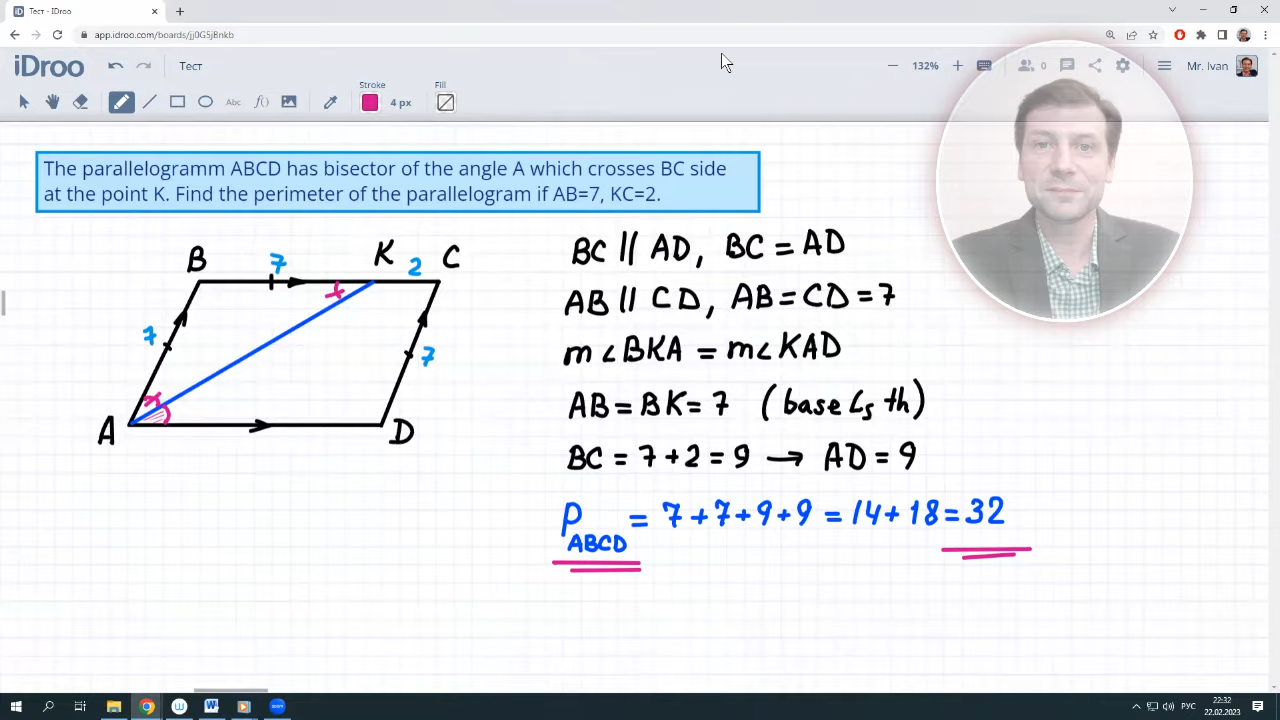 Тест - iDroo
app.idroo.com/boards/jj0G5jBnkb
iDroo
Тест
132%
0
Mr. Ivan
Stroke
Fill
Abc
f()
4 px
The parallelogramm ABCD has bisector of the angle A which crosses BC side
at the point K. Find the perimeter of the parallelogram if AB=7, KC=2.
B 7 K 2 C
7 x x 7
A D
BC || AD, BC = AD
AB || CD, AB = CD = 7
m∠BKA = m∠KAD
AB = BK = 7 (base ∠s th)
BC = 7 + 2 = 9 → AD = 9
P ABCD = 7 + 7 + 9 + 9 = 14 + 18 = 32
РУС
22:32
22.02.2023